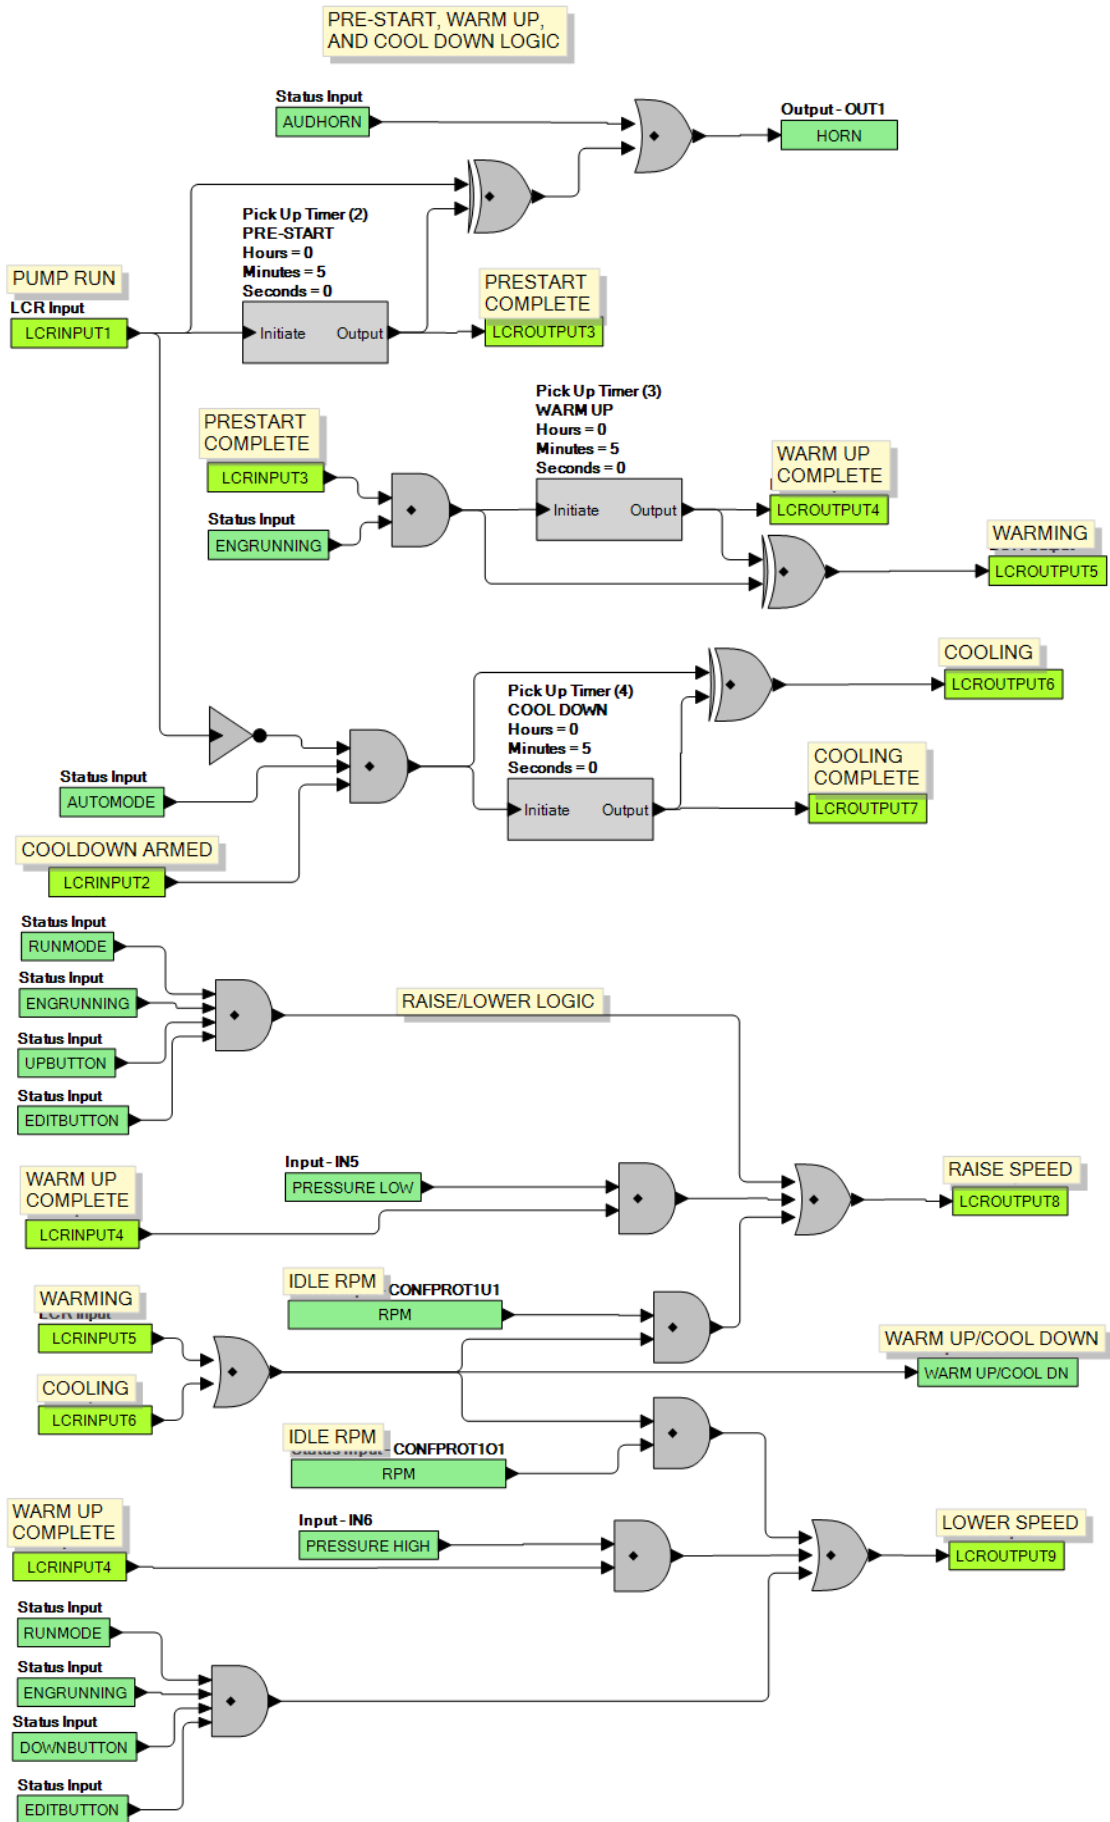 PRE-START, WARM UP,
AND COOL DOWN LOGIC
Status Input
AUDHORN
Output - OUT1
HORN
Pick Up Timer (2)
PRE-START
Hours = 0
Minutes = 5
Seconds = 0
Initiate Output
PUMP RUN
LCR Input
LCRINPUT1
PRESTART
COMPLETE
LCROUTPUT3
PRESTART
COMPLETE
LCRINPUT3
Status Input
ENGRUNNING
Pick Up Timer (3)
WARM UP
Hours = 0
Minutes = 5
Seconds = 0
Initiate Output
WARM UP
COMPLETE
LCROUTPUT4
WARMING
LCROUTPUT5
COOLING
LCROUTPUT6
Pick Up Timer (4)
COOL DOWN
Hours = 0
Minutes = 5
Seconds = 0
Initiate Output
COOLING
COMPLETE
LCROUTPUT7
Status Input
AUTOMODE
COOLDOWN ARMED
LCRINPUT2
Status Input
RUNMODE
Status Input
ENGRUNNING
Status Input
UPBUTTON
Status Input
EDITBUTTON
RAISE/LOWER LOGIC
WARM UP
COMPLETE
LCRINPUT4
Input - IN5
PRESSURE LOW
RAISE SPEED
LCROUTPUT8
WARMING
LCR Input
LCRINPUT5
COOLING
LCRINPUT6
IDLE RPM
- CONFPROT1U1
RPM
WARM UP/COOL DOWN
WARM UP/COOL DN
IDLE RPM
Status Input - CONFPROT1O1
RPM
WARM UP
COMPLETE
LCRINPUT4
Input - IN6
PRESSURE HIGH
LOWER SPEED
LCROUTPUT9
Status Input
RUNMODE
Status Input
ENGRUNNING
Status Input
DOWNBUTTON
Status Input
EDITBUTTON